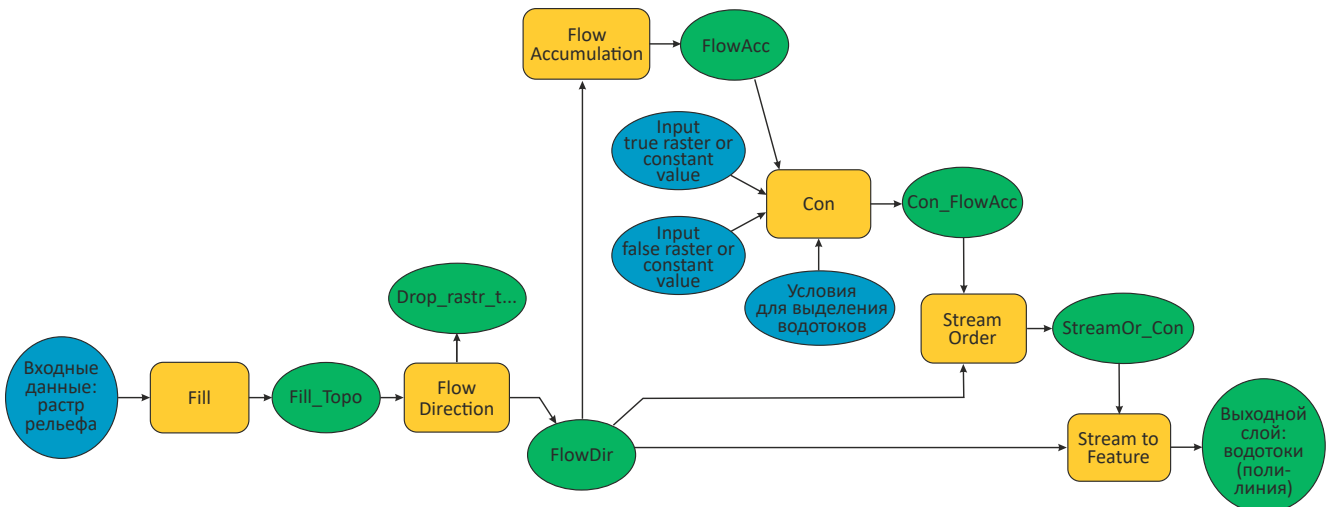 Flow
Accumulation
FlowAcc
Input
true raster or
constant
value
Con
Con_FlowAcc
Input
false raster or
constant
value
Условия
для выделения
водотоков
Drop_rastr_t...
Stream
Order
StreamOr_Con
Входные
данные:
растр
рельефа
Fill
Fill_Topo
Flow
Direction
FlowDir
Stream to
Feature
Выходной
слой:
водотоки
(поли-
линия)